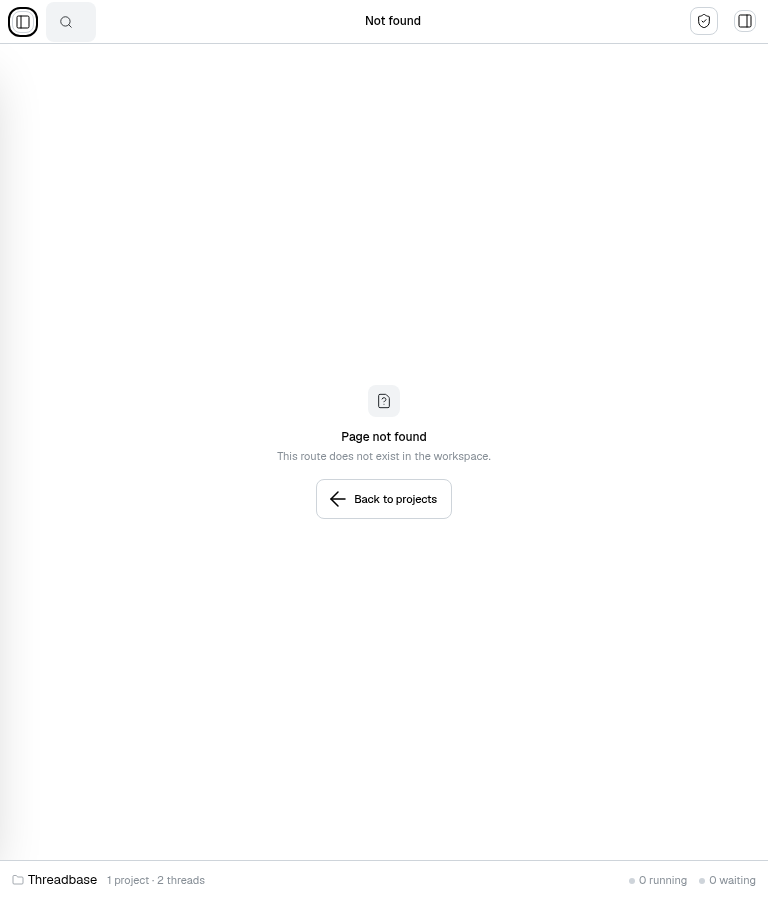 Not found
Page not found
This route does not exist in the workspace.
Back to projects
Threadbase 1 project · 2 threads
0 running 0 waiting